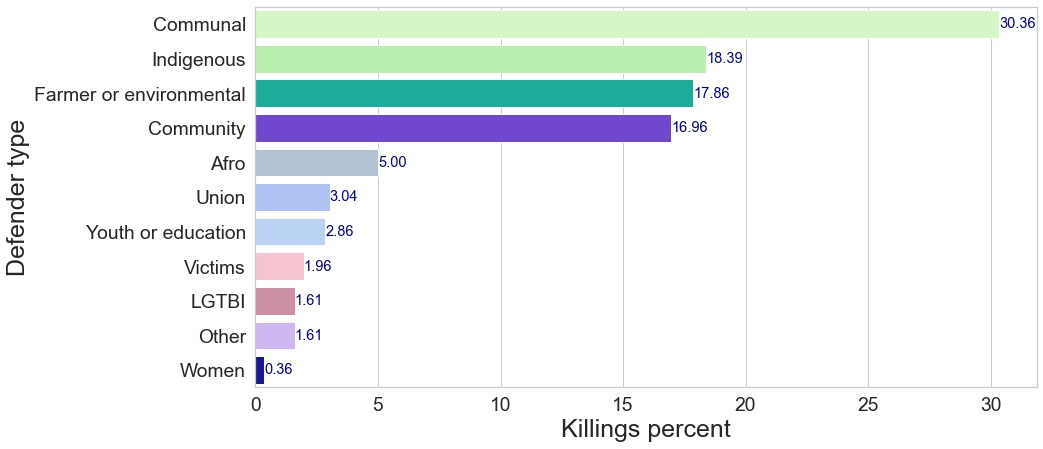 Communal 30.36
Indigenous 18.39
Farmer or environmental 17.86
Community 16.96
Afro 5.00
Union 3.04
Youth or education 2.86
Victims 1.96
LGTBI 1.61
Other 1.61
Women 0.36
0 5 10 15 20 25 30
Killings percent
Defender type